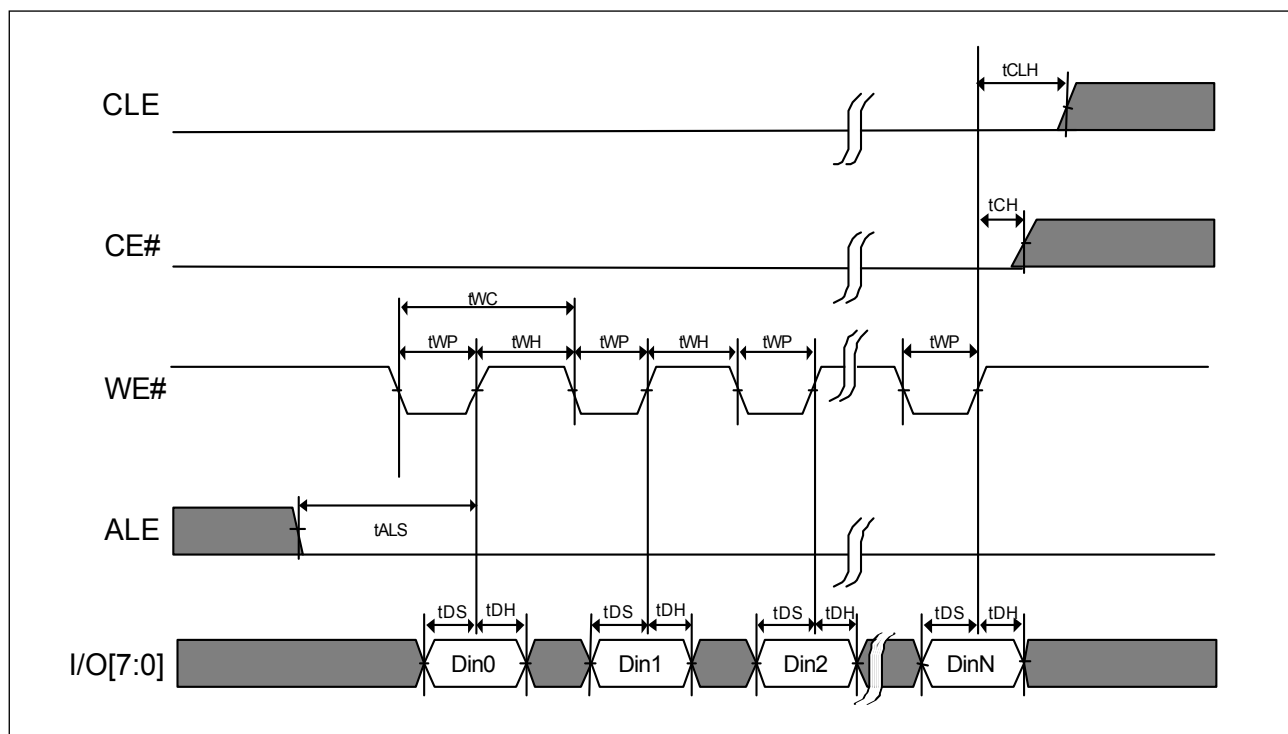 CLE
tCLH
CE#
tCH
tWC
WE#
tWP tWH tWP tWH tWP tWP
ALE
tALS
tDS tDH tDS tDH tDS tDH tDS tDH
I/O[7:0]
Din0 Din1 Din2 DinN